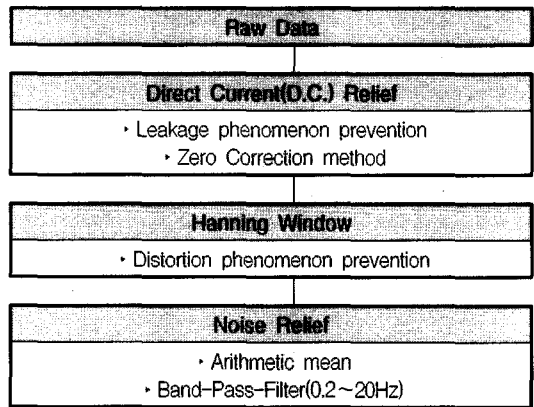 Raw Data
Direct Current(D.C.) Relief
‣ Leakage phenomenon prevention
‣ Zero Correction method
Hanning Window
‣ Distortion phenomenon prevention
Noise Relief
‣ Arithmetic mean
‣ Band-Pass-Filter(0.2～20Hz)